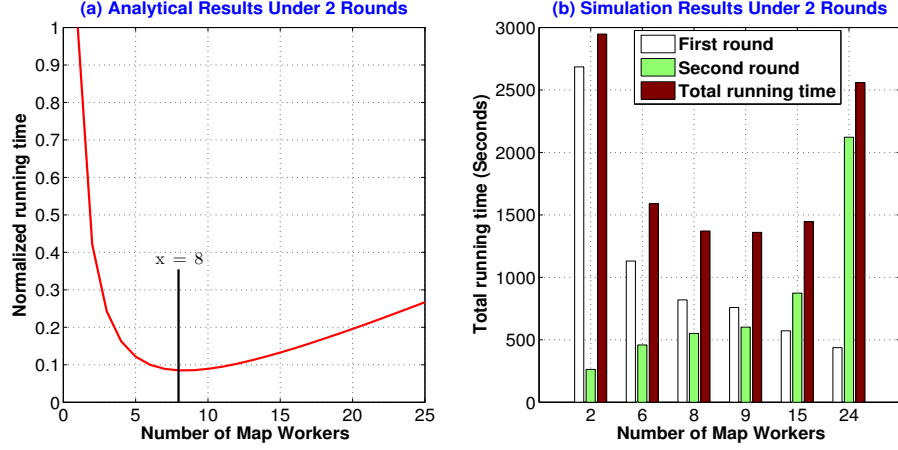 (a) Analytical Results Under 2 Rounds
1
0.9
0.8
0.7
0.6
0.5
0.4
0.3
0.2
0.1
0
Normalized running time
x = 8
0 5 10 15 20 25
Number of Map Workers
(b) Simulation Results Under 2 Rounds
3000
2500
2000
1500
1000
500
0
Total running time (Seconds)
First round
Second round
Total running time
2 6 8 9 15 24
Number of Map Workers